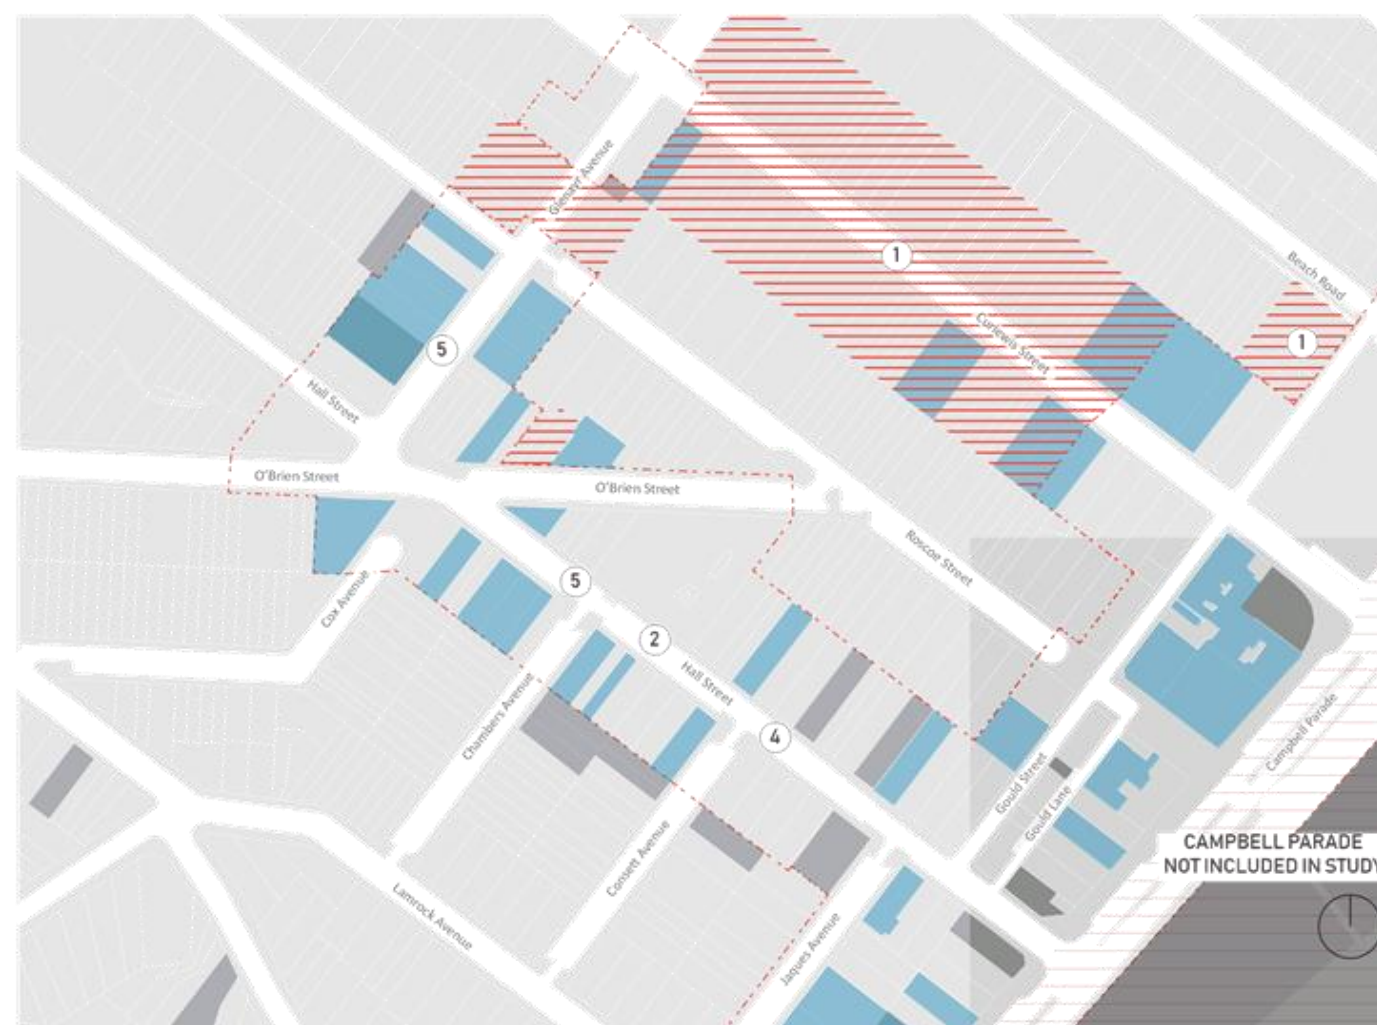 Glenayr Avenue
1
Beach Road
1
Curlewis Street
5
Hall Street
O'Brien Street
O'Brien Street
Roscoe Street
5
Cox Avenue
2
Hall Street
4
Chambers Avenue
Campbell Parade
Gould Street
Gould Lane
CAMPBELL PARADE
NOT INCLUDED IN STUDY
Consett Avenue
Lamrock Avenue
Jaques Avenue